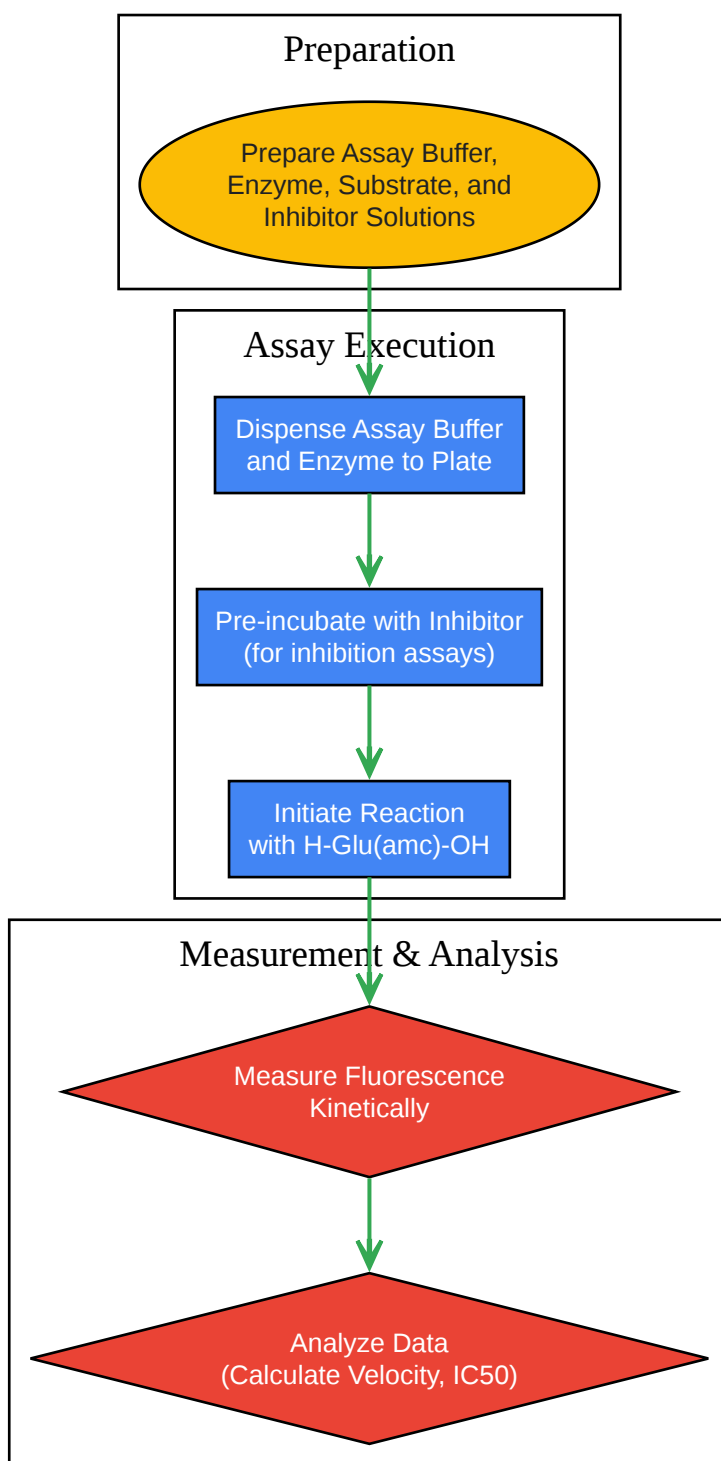 Preparation
Prepare Assay Buffer,
Enzyme, Substrate, and
Inhibitor Solutions
Assay Execution
Dispense Assay Buffer
and Enzyme to Plate
Pre-incubate with Inhibitor
(for inhibition assays)
Initiate Reaction
with H-Glu(amc)-OH
Measurement & Analysis
Measure Fluorescence
Kinetically
Analyze Data
(Calculate Velocity, IC50)